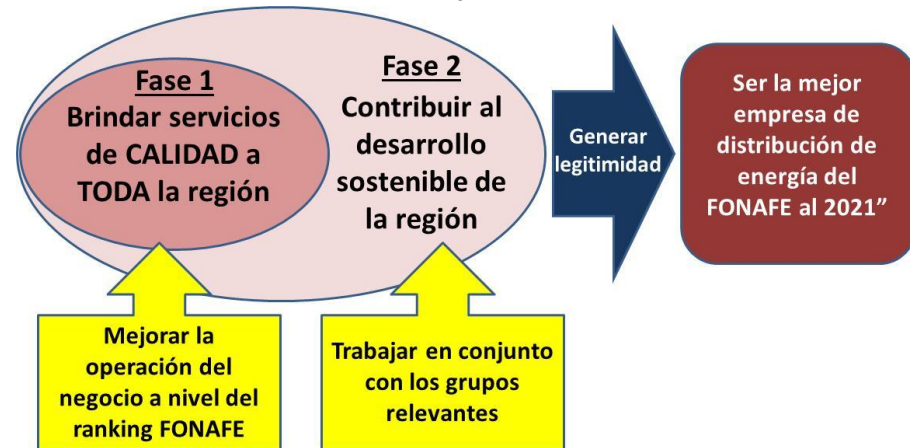 Fase 1
Brindar servicios
de CALIDAD a
TODA la región
Fase 2
Contribuir al
desarrollo
sostenible de
la región
Generar
legitimidad
Ser la mejor
empresa de
distribución de
energía del
FONAFE al 2021”
Mejorar la
operación del
negocio a nivel del
ranking FONAFE
Trabajar en conjunto
con los grupos
relevantes